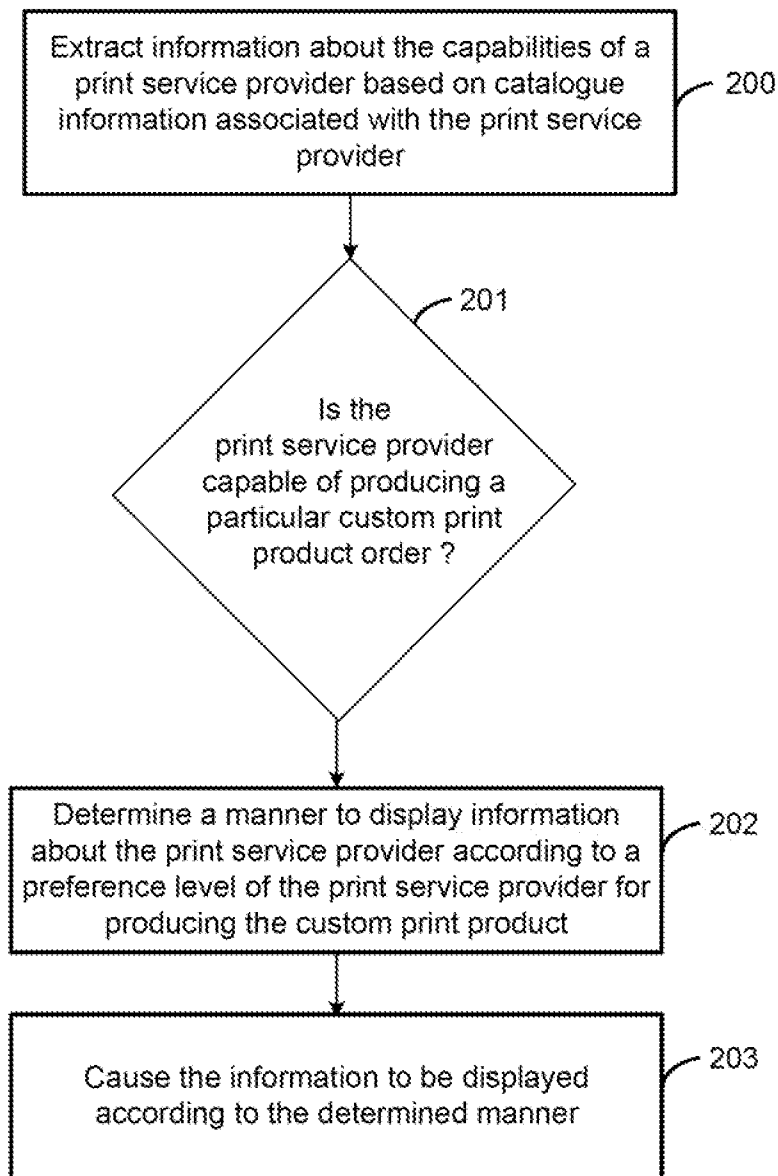 Extract information about the capabilities of a
print service provider based on catalogue
information associated with the print service
provider
200
201
Is the
print service provider
capable of producing a
particular custom print
product order ?
Determine a manner to display information
about the print service provider according to a
preference level of the print service provider for
producing the custom print product
202
Cause the information to be displayed
according to the determined manner
203